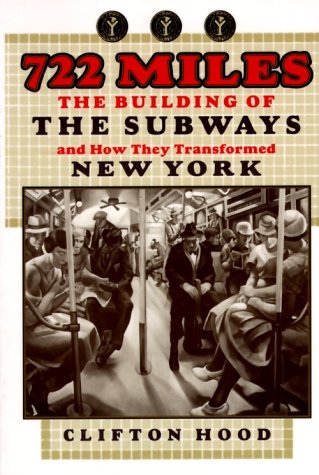 722 MILES
THE BUILDING OF
THE SUBWAYS
and How They Transformed
NEW YORK
CLIFTON HOOD